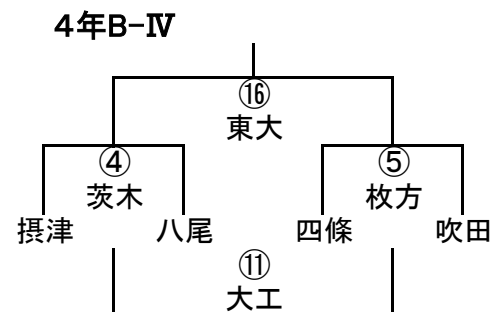 4年B-Ⅳ
⑯
東大
④ ⑤
茨木 枚方
摂津 八尾 四條 吹田
⑪
大工